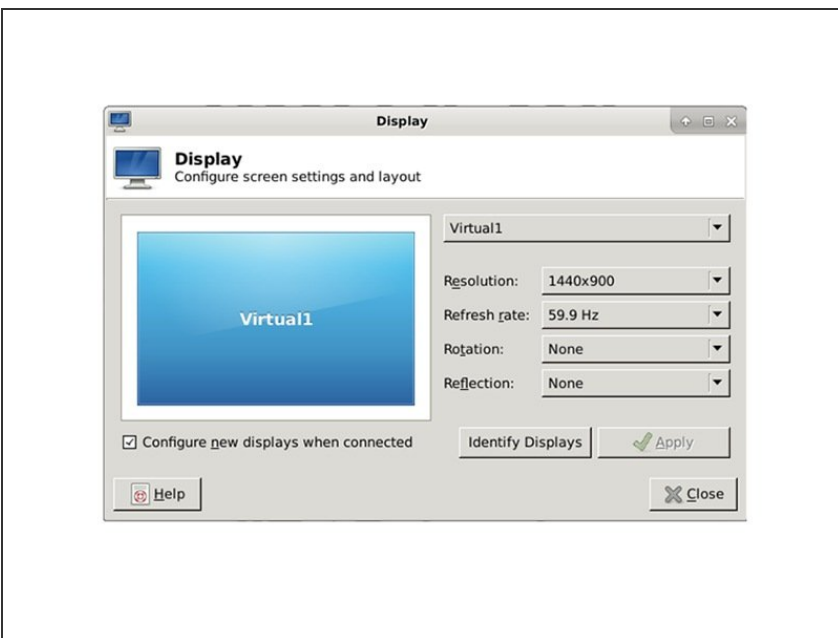 Display
Display
Configure screen settings and layout
Virtual1
Virtual1
Resolution: 1440x900
Refresh rate: 59.9 Hz
Rotation: None
Reflection: None
Configure new displays when connected
Identify Displays
Apply
Help
Close